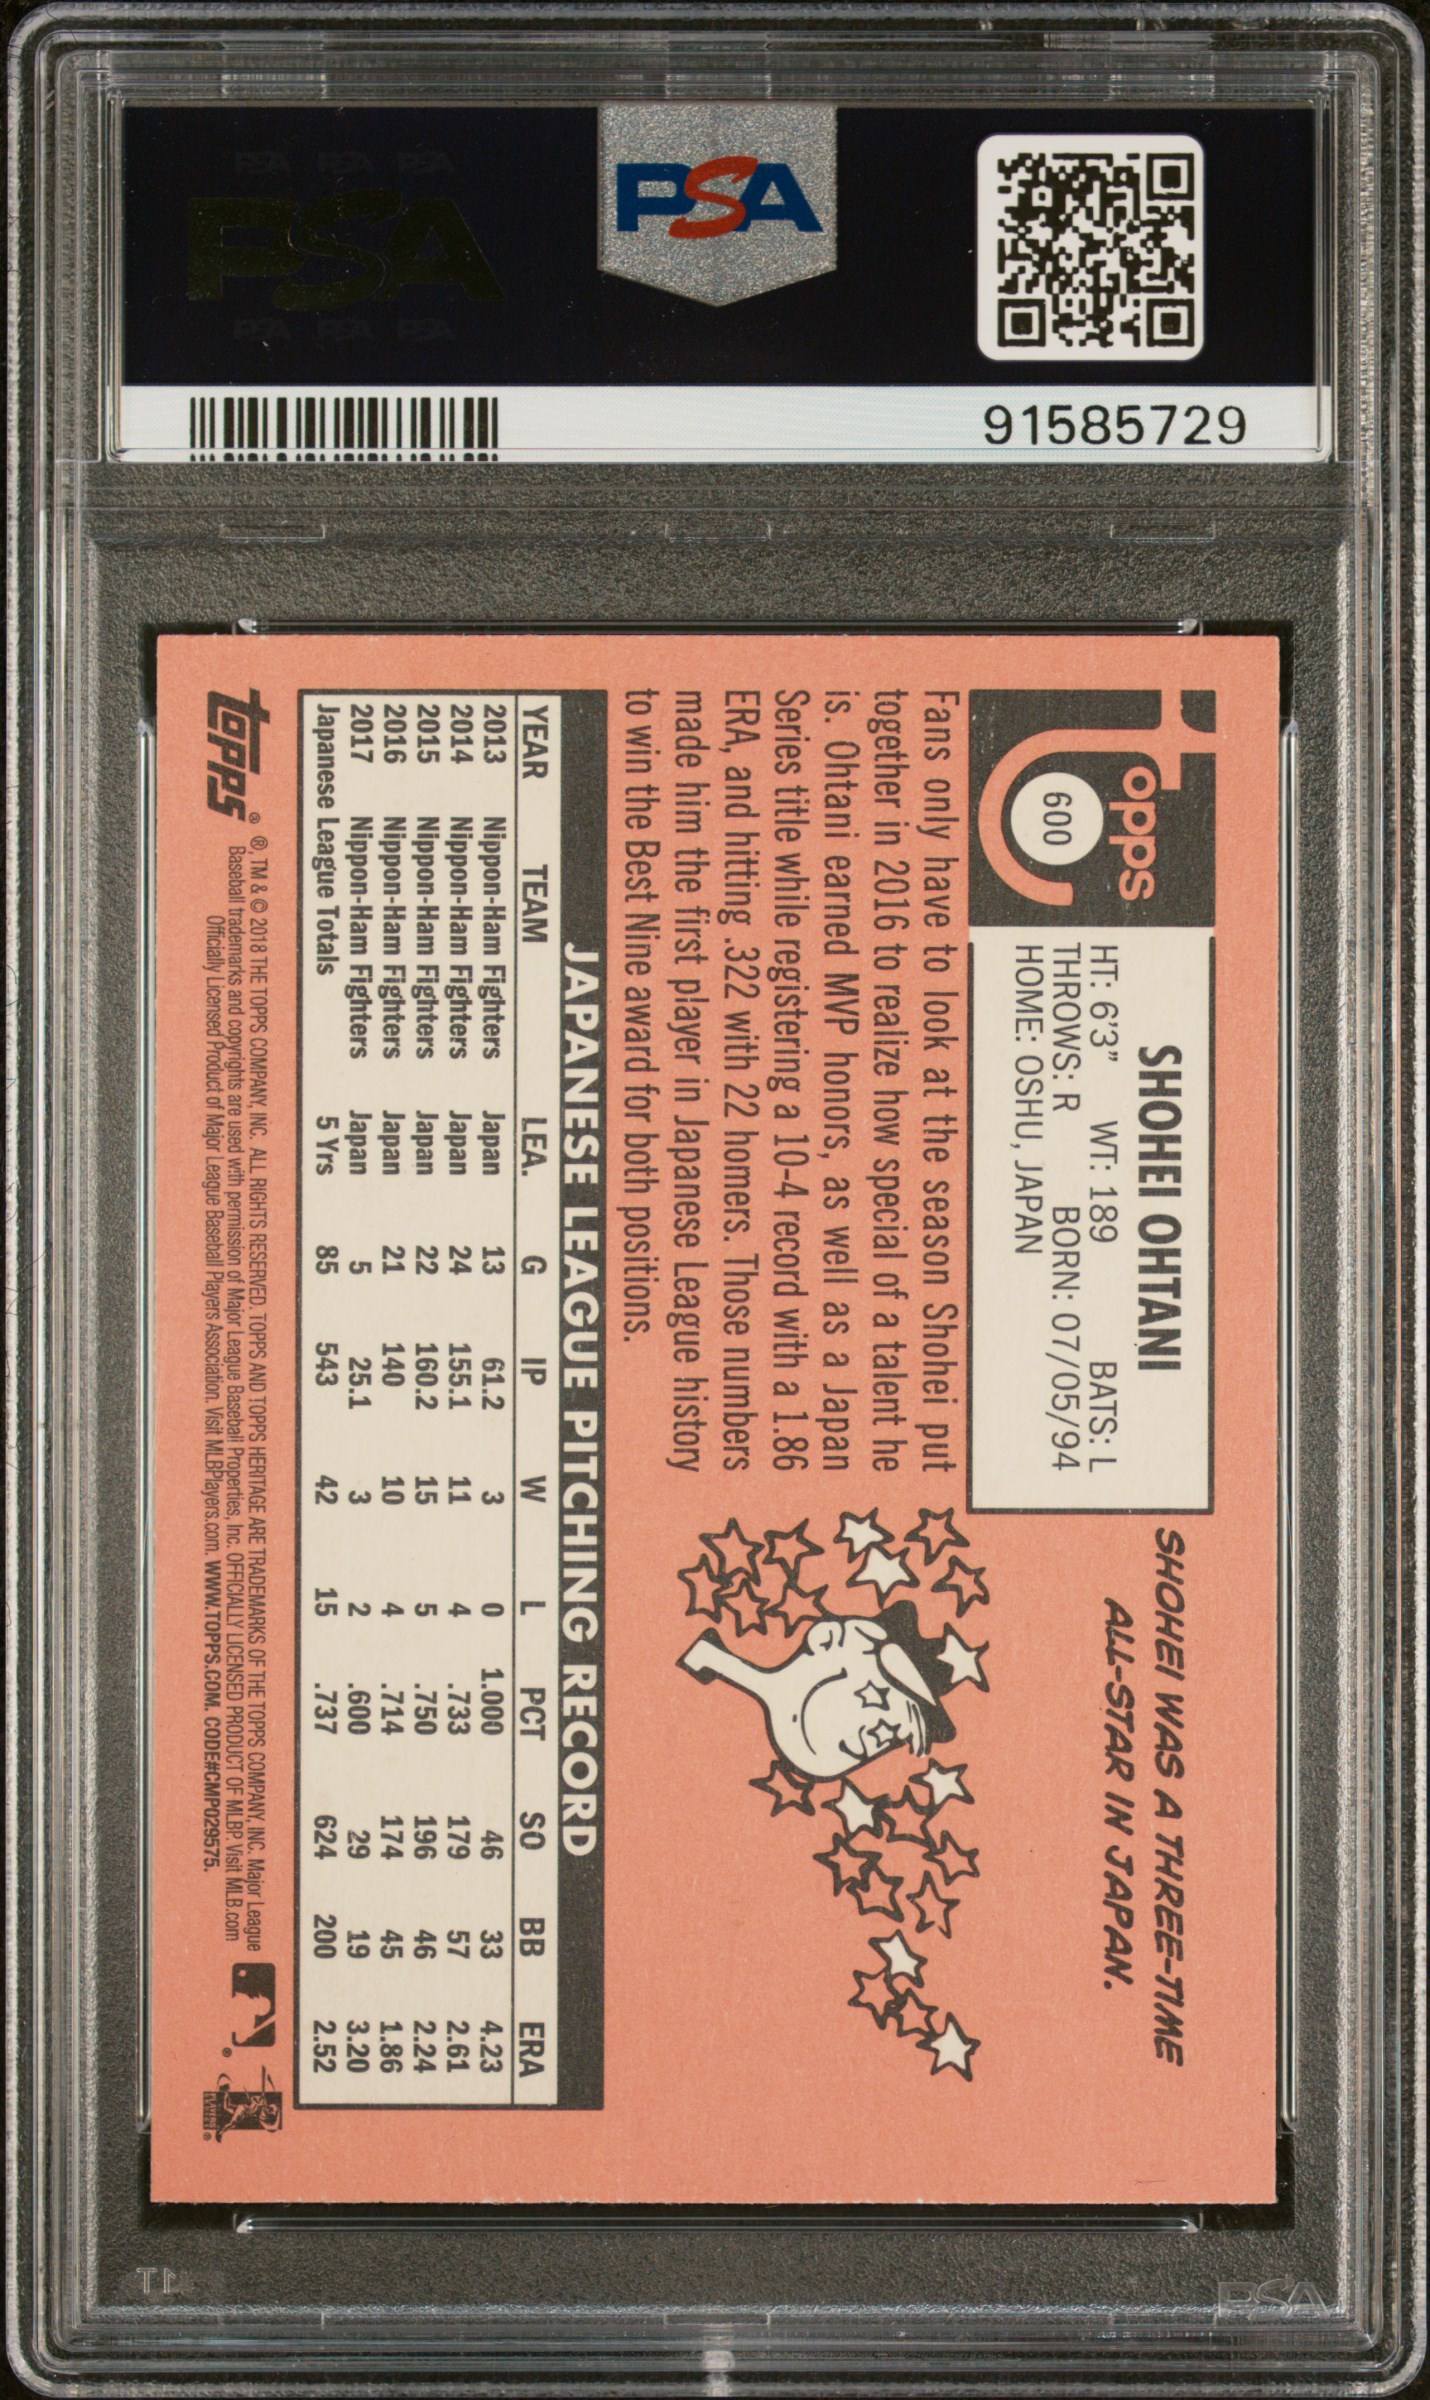 PSA PSA PSA
PSA
PSA PSA PSA
PSA
91585729
Topps
600
SHOHEI OHTANI
HT: 6'3" WT: 189 BATS: L
THROWS: R BORN: 07/05/94
HOME: OSHU, JAPAN
SHOHEI WAS A THREE-TIME
ALL-STAR IN JAPAN.
Fans only have to look at the season Shohei put
together in 2016 to realize how special of a talent he
is. Ohtani earned MVP honors, as well as a Japan
Series title while registering a 10-4 record with a 1.86
ERA, and hitting .322 with 22 homers. Those numbers
made him the first player in Japanese League history
to win the Best Nine award for both positions.
JAPANESE LEAGUE PITCHING RECORD
YEAR TEAM LEA. G IP W L PCT SO BB ERA
2013 Nippon-Ham Fighters Japan 13 61.2 3 0 1.000 46 33 4.23
2014 Nippon-Ham Fighters Japan 24 155.1 11 4 .733 179 57 2.61
2015 Nippon-Ham Fighters Japan 22 160.2 15 5 .750 196 46 2.24
2016 Nippon-Ham Fighters Japan 21 140 10 4 .714 174 45 1.86
2017 Nippon-Ham Fighters Japan 5 25.1 3 2 .600 29 19 3.20
Japanese League Totals 5 Yrs 85 543 42 15 .737 624 200 2.52
Topps®
®, TM & © 2018 THE TOPPS COMPANY, INC. ALL RIGHTS RESERVED. TOPPS AND TOPPS HERITAGE ARE TRADEMARKS OF THE TOPPS COMPANY, INC. Major League
Baseball trademarks and copyrights are used with permission of Major League Baseball Properties, Inc. OFFICIALLY LICENSED PRODUCT OF MLBP. Visit MLB.com
Officially Licensed Product of Major League Baseball Players Association. Visit MLBPlayers.com. WWW.TOPPS.COM. CODE#CMP029575.
PSA